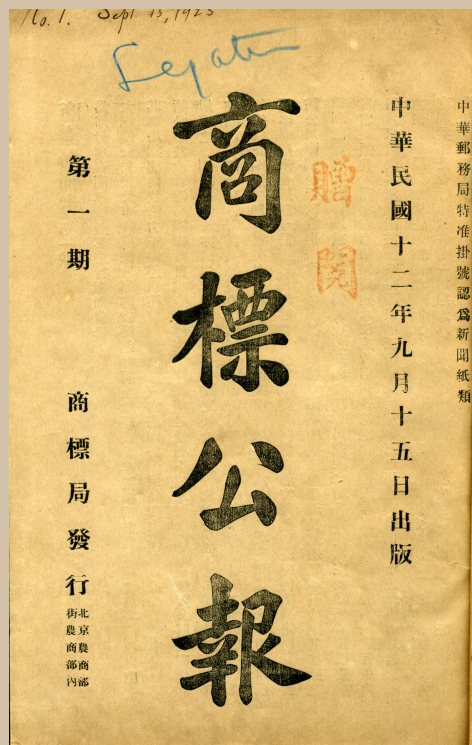 No. 1. Sept 15, 1923
中華郵務局特准掛號認爲新聞紙類
中華民國十二年九月十五日出版
贈閱
商標公報
第一期
商標局發行
北京農商部
街農商部內